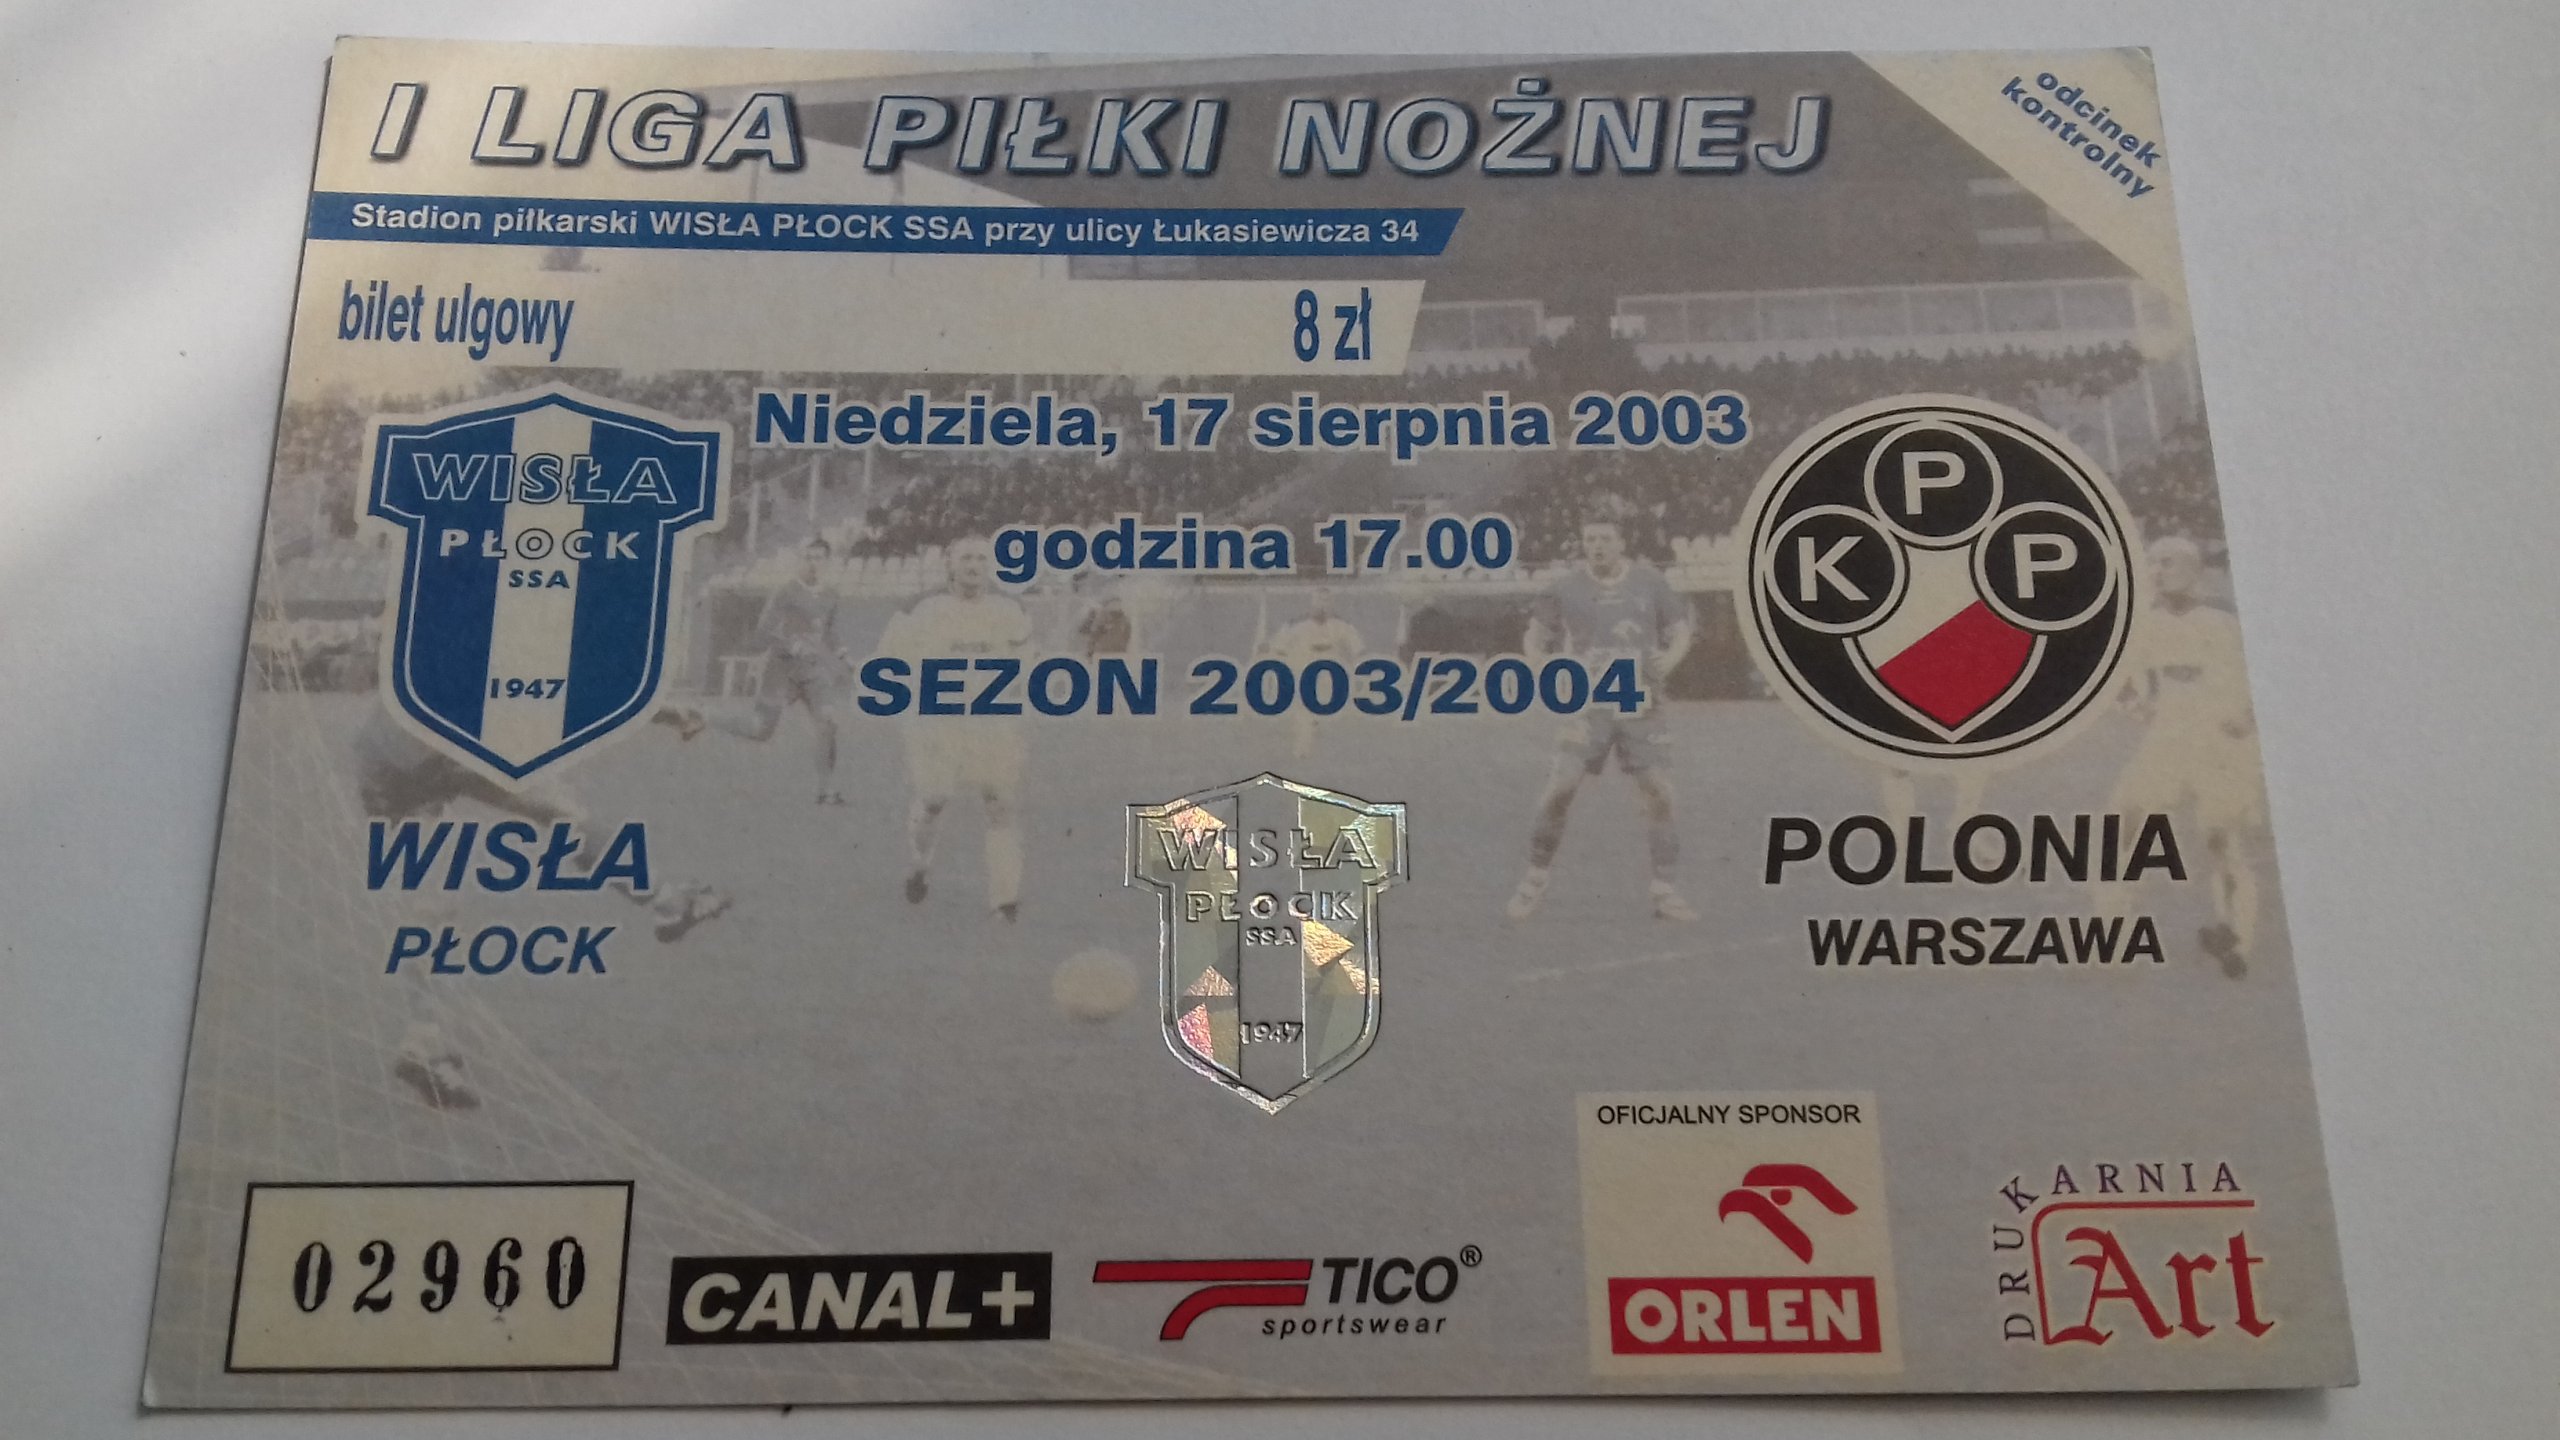 I LIGA PIŁKI NOŻNEJ
odcinek
kontrolny
Stadion piłkarski WISŁA PŁOCK SSA przy ulicy Łukasiewicza 34
bilet ulgowy 8 zł
Niedziela, 17 sierpnia 2003
godzina 17.00
SEZON 2003/2004
WISŁA
PŁOCK
SSA
1947
K P P
WISŁA
PŁOCK
POLONIA
WARSZAWA
WISŁA
PŁOCK
SSA
1947
02960
CANAL+
TICO®
sportswear
OFICJALNY SPONSOR
ORLEN
DRUKARNIA
Art